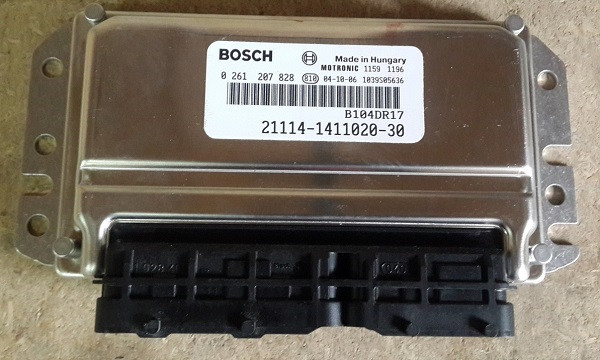 BOSCH
Made in Hungary
MOTRONIC 1159 1196
0 261 207 828 810 04-10-06 1039S05636
B104DR17
21114-1411020-30